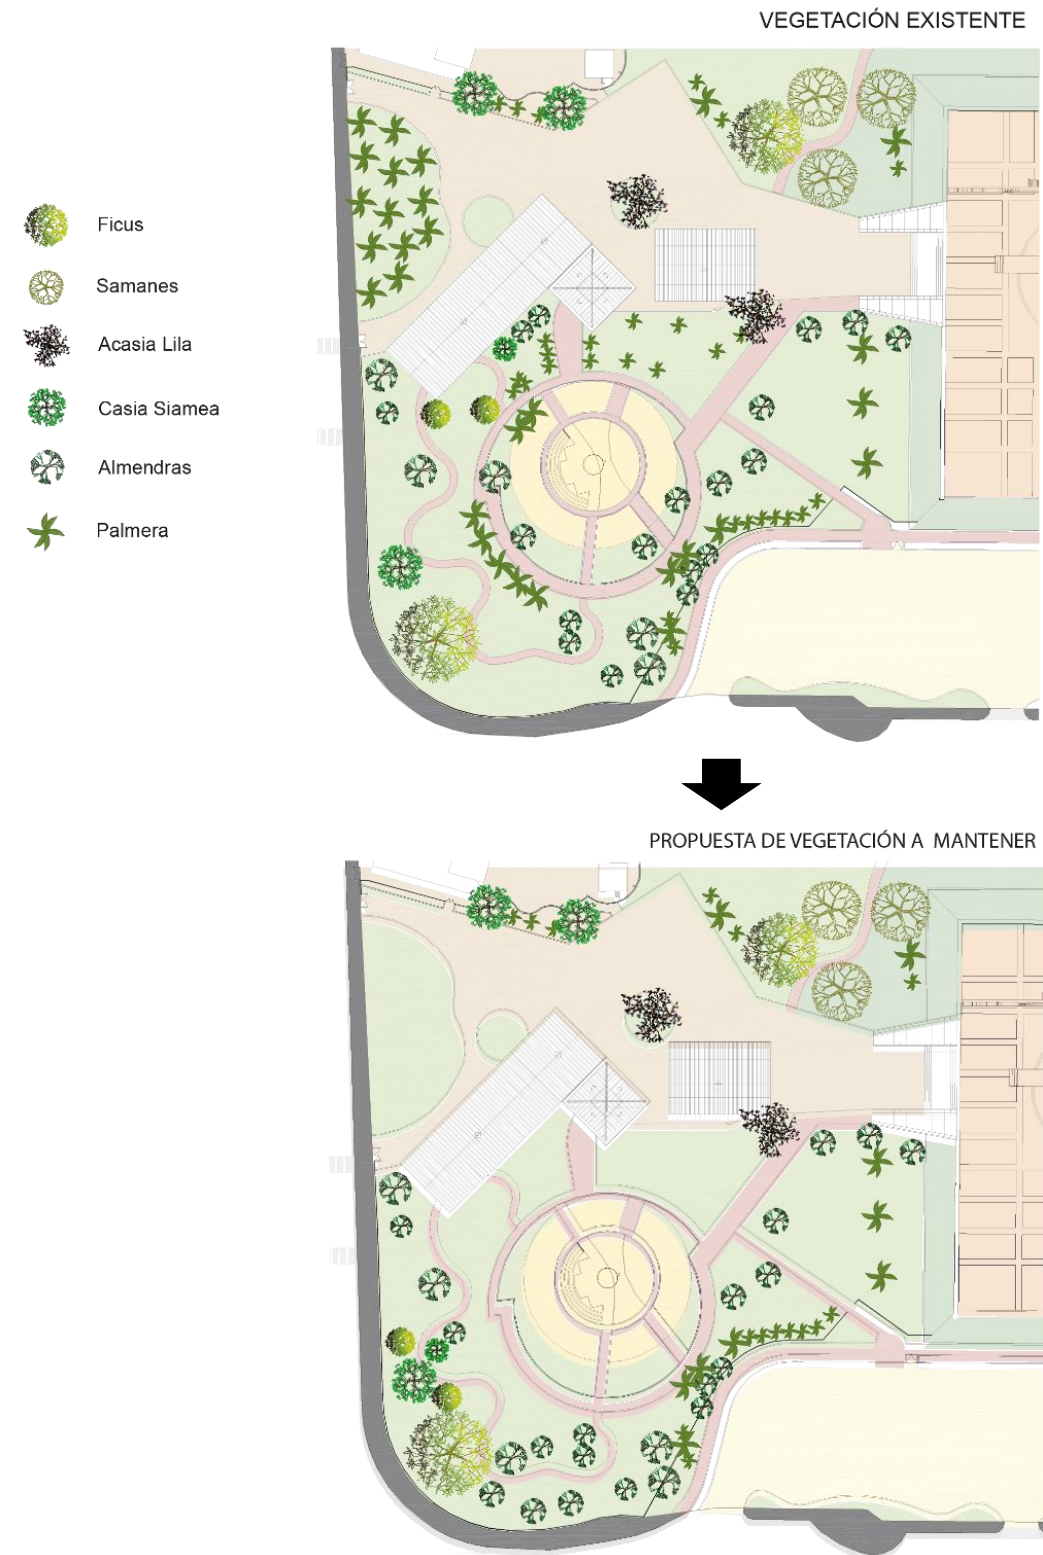 VEGETACIÓN EXISTENTE
Ficus
Samanes
Acasia Lila
Casia Siamea
Almendras
Palmera
PROPUESTA DE VEGETACIÓN A MANTENER